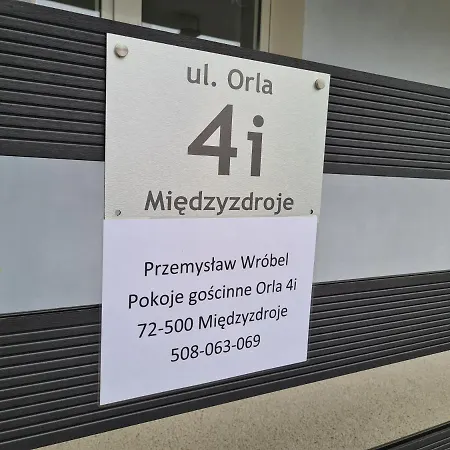 ul. Orla
4i
Międzyzdroje
Przemysław Wróbel
Pokoje gościnne Orla 4i
72-500 Międzyzdroje
508-063-069